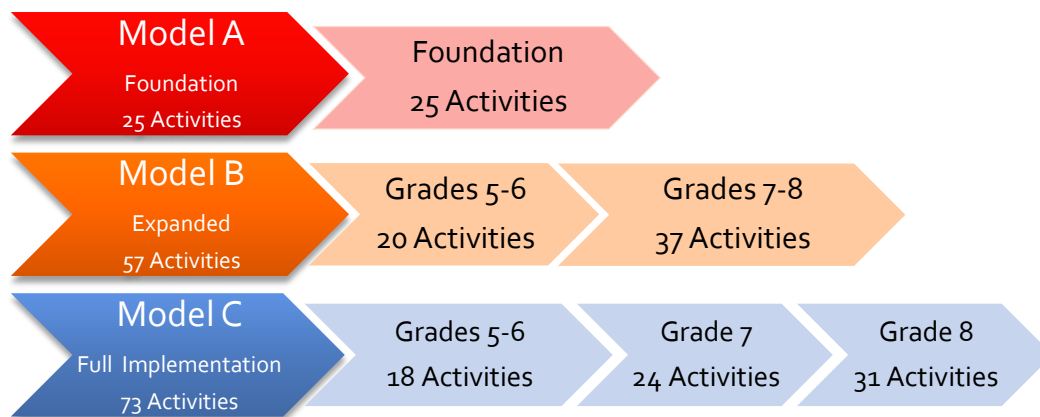 Model A
Foundation
25 Activities
Foundation
25 Activities
Model B
Expanded
57 Activities
Grades 5-6
20 Activities
Grades 7-8
37 Activities
Model C
Full Implementation
73 Activities
Grades 5-6
18 Activities
Grade 7
24 Activities
Grade 8
31 Activities